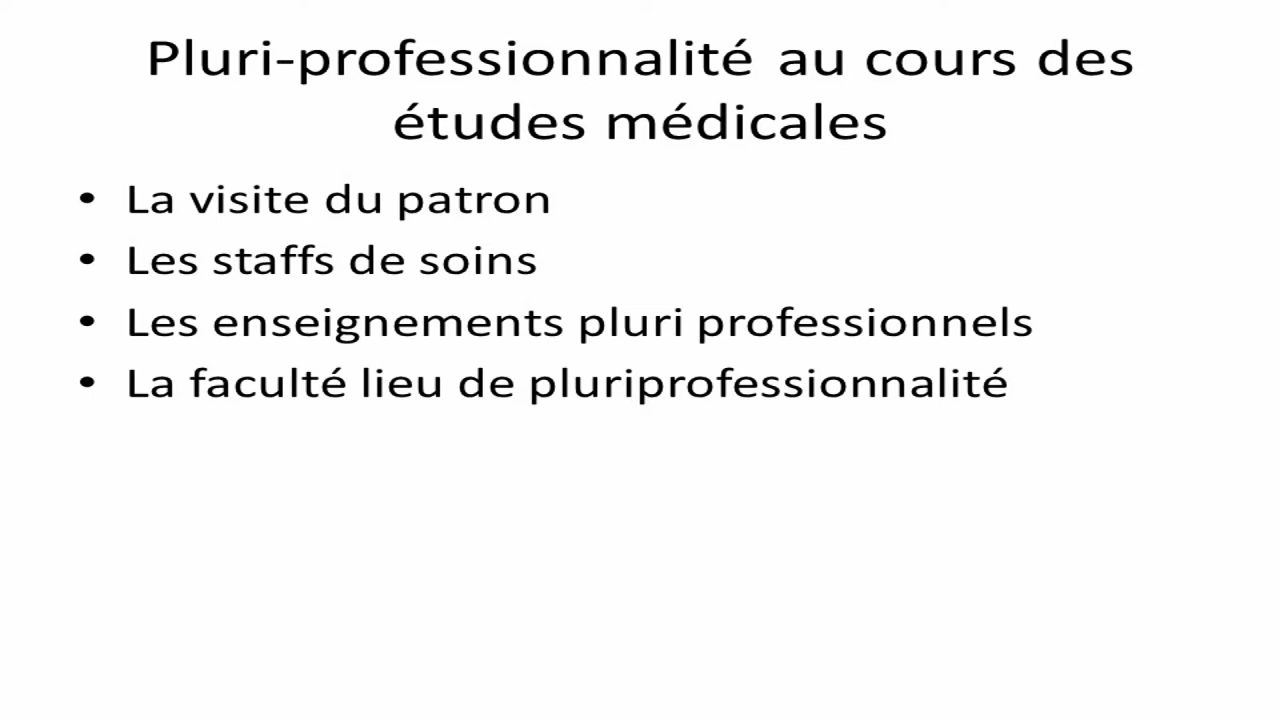 Pluri-professionnalité au cours des
études médicales
• La visite du patron
• Les staffs de soins
• Les enseignements pluri professionnels
• La faculté lieu de pluriprofessionnalité